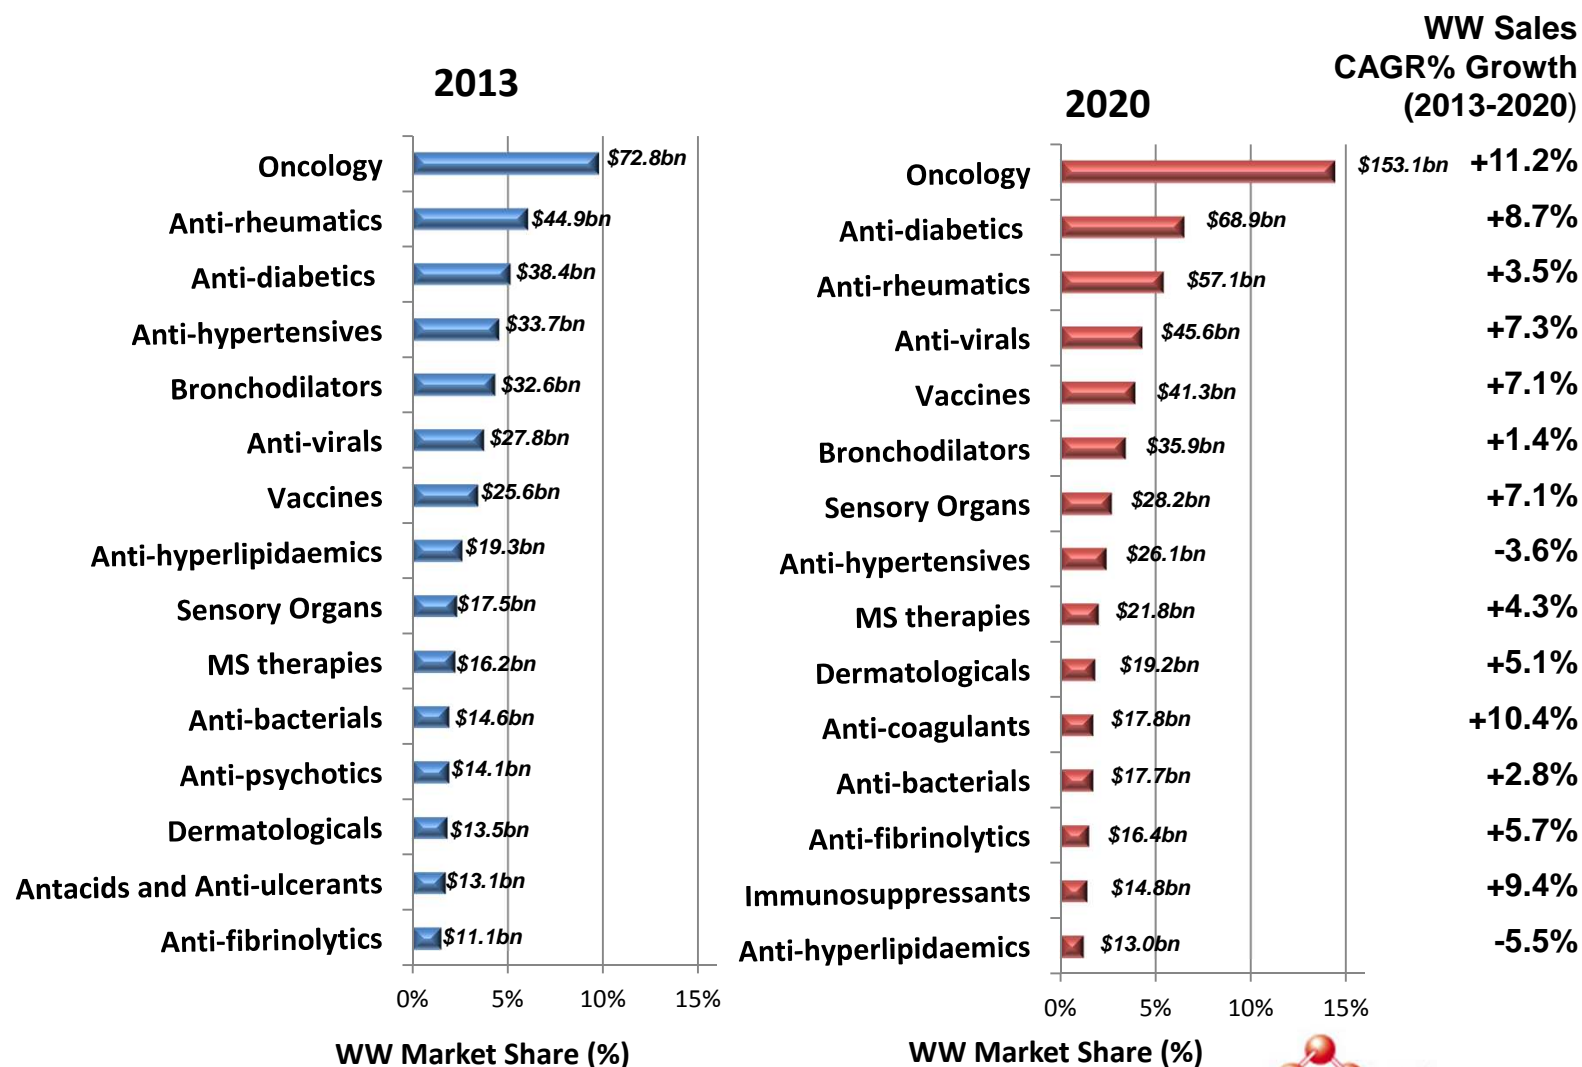 WW Sales
CAGR% Growth
(2013-2020)
2013
Oncology $72.8bn
Anti-rheumatics $44.9bn
Anti-diabetics $38.4bn
Anti-hypertensives $33.7bn
Bronchodilators $32.6bn
Anti-virals $27.8bn
Vaccines $25.6bn
Anti-hyperlipidaemics $19.3bn
Sensory Organs $17.5bn
MS therapies $16.2bn
Anti-bacterials $14.6bn
Anti-psychotics $14.1bn
Dermatologicals $13.5bn
Antacids and Anti-ulcerants $13.1bn
Anti-fibrinolytics $11.1bn
0% 5% 10% 15%
WW Market Share (%)
2020
Oncology $153.1bn +11.2%
Anti-diabetics $68.9bn +8.7%
Anti-rheumatics $57.1bn +3.5%
Anti-virals $45.6bn +7.3%
Vaccines $41.3bn +7.1%
Bronchodilators $35.9bn +1.4%
Sensory Organs $28.2bn +7.1%
Anti-hypertensives $26.1bn -3.6%
MS therapies $21.8bn +4.3%
Dermatologicals $19.2bn +5.1%
Anti-coagulants $17.8bn +10.4%
Anti-bacterials $17.7bn +2.8%
Anti-fibrinolytics $16.4bn +5.7%
Immunosuppressants $14.8bn +9.4%
Anti-hyperlipidaemics $13.0bn -5.5%
0% 5% 10% 15%
WW Market Share (%)